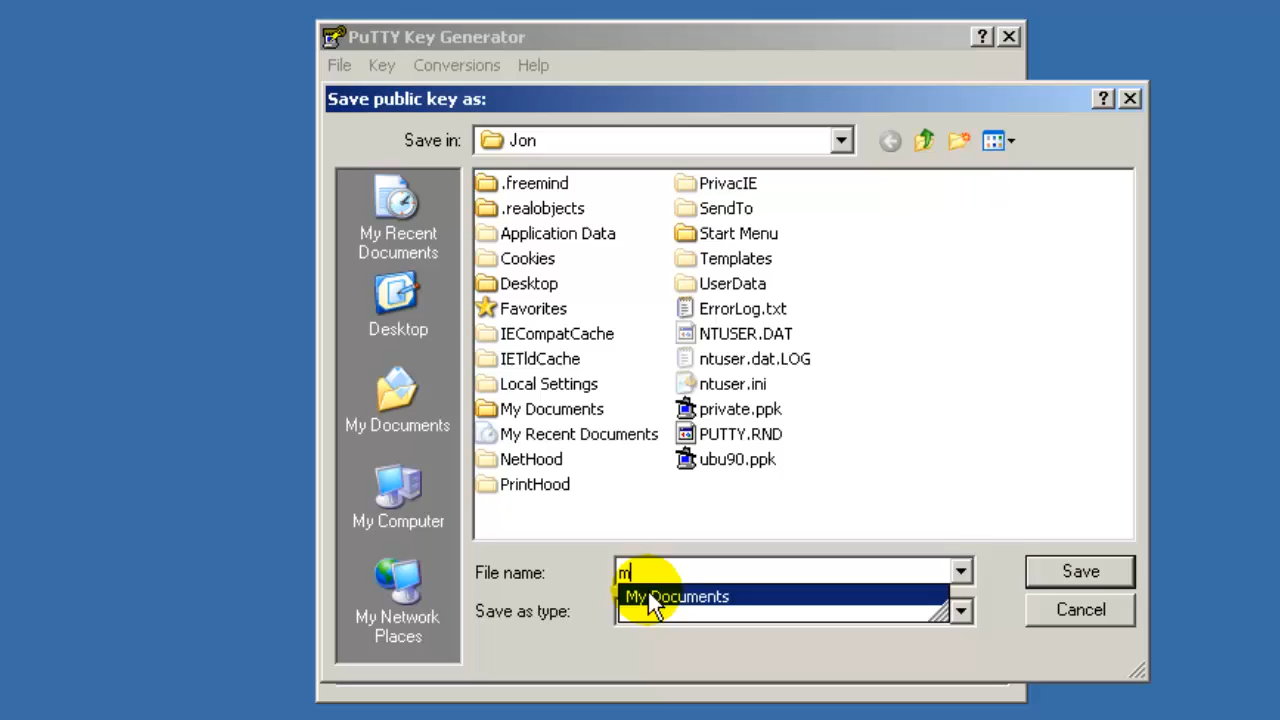 PuTTY Key Generator
File Key Conversions Help
Save public key as:
Save in: Jon
My Recent
Documents
Desktop
My Documents
My Computer
My Network
Places
.freemind
.realobjects
Application Data
Cookies
Desktop
Favorites
IECompatCache
IETldCache
Local Settings
My Documents
My Recent Documents
NetHood
PrintHood
PrivacIE
SendTo
Start Menu
Templates
UserData
ErrorLog.txt
NTUSER.DAT
ntuser.dat.LOG
ntuser.ini
private.ppk
PUTTY.RND
ubu90.ppk
File name: m
Save
My Documents
Save as type:
Cancel